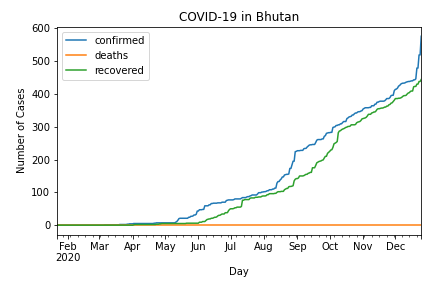 COVID-19 in Bhutan
confirmed
deaths
recovered
Number of Cases
600
500
400
300
200
100
0
Feb Mar Apr May Jun Jul Aug Sep Oct Nov Dec
2020
Day